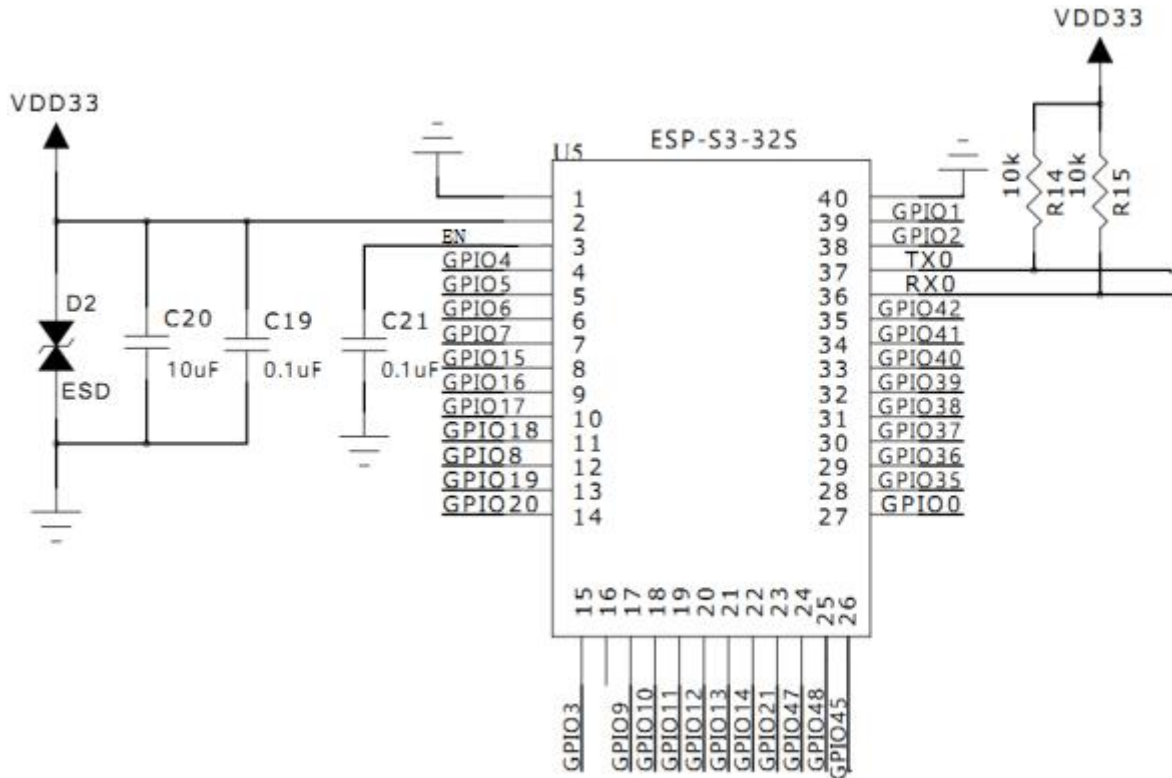 VDD33
VDD33
ESP-S3-32S
U5
10k
R14
10k
R15
1
2
EN
3
GPIO4
4
GPIO5
5
GPIO6
6
GPIO7
7
GPIO15
8
GPIO16
9
GPIO17
10
GPIO18
11
GPIO8
12
GPIO19
13
GPIO20
14
40
GPIO1
39
GPIO2
38
TX0
37
RX0
36
GPIO42
35
GPIO41
34
GPIO40
33
GPIO39
32
GPIO38
31
GPIO37
30
GPIO36
29
GPIO35
28
GPIO0
27
D2
ESD
C20
10uF
C19
0.1uF
C21
0.1uF
15
16
17
18
19
20
21
22
23
24
25
26
GPIO3
GPIO9
GPIO10
GPIO11
GPIO12
GPIO13
GPIO14
GPIO21
GPIO47
GPIO48
GPIO45